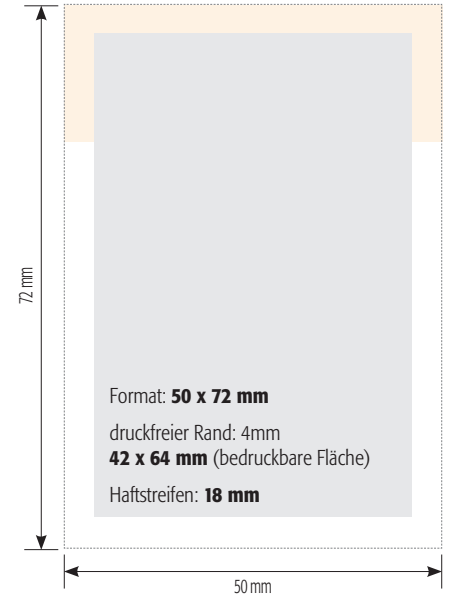 72 mm
Format: 50 x 72 mm
druckfreier Rand: 4mm
42 x 64 mm (bedruckbare Fläche)
Haftstreifen: 18 mm
50 mm